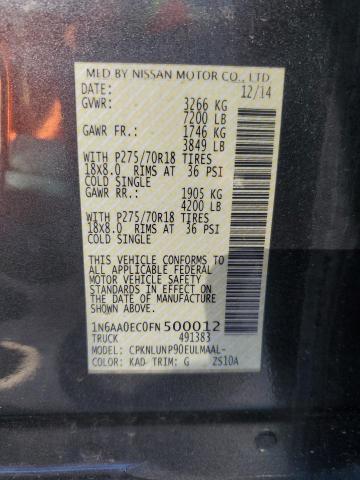 MFD BY NISSAN MOTOR CO., LTD
DATE: 12/14
GVWR: 3266 KG
7200 LB
GAWR FR.: 1746 KG
3849 LB
WITH P275/70R18 TIRES
18x8.0 RIMS AT 36 PSI
COLD SINGLE
GAWR RR.: 1905 KG
4200 LB
WITH P275/70R18 TIRES
18x8.0 RIMS AT 36 PSI
COLD SINGLE
THIS VEHICLE CONFORMS TO
ALL APPLICABLE FEDERAL
MOTOR VEHICLE SAFETY
STANDARDS IN EFFECT ON
THE DATE OF MANUFACTURE
SHOWN ABOVE.
1N6AA0EC0FN500012
TRUCK 491383
MODEL: CPKNLUNP90EULMAAL-
COLOR: KAD TRIM: G 2S10A